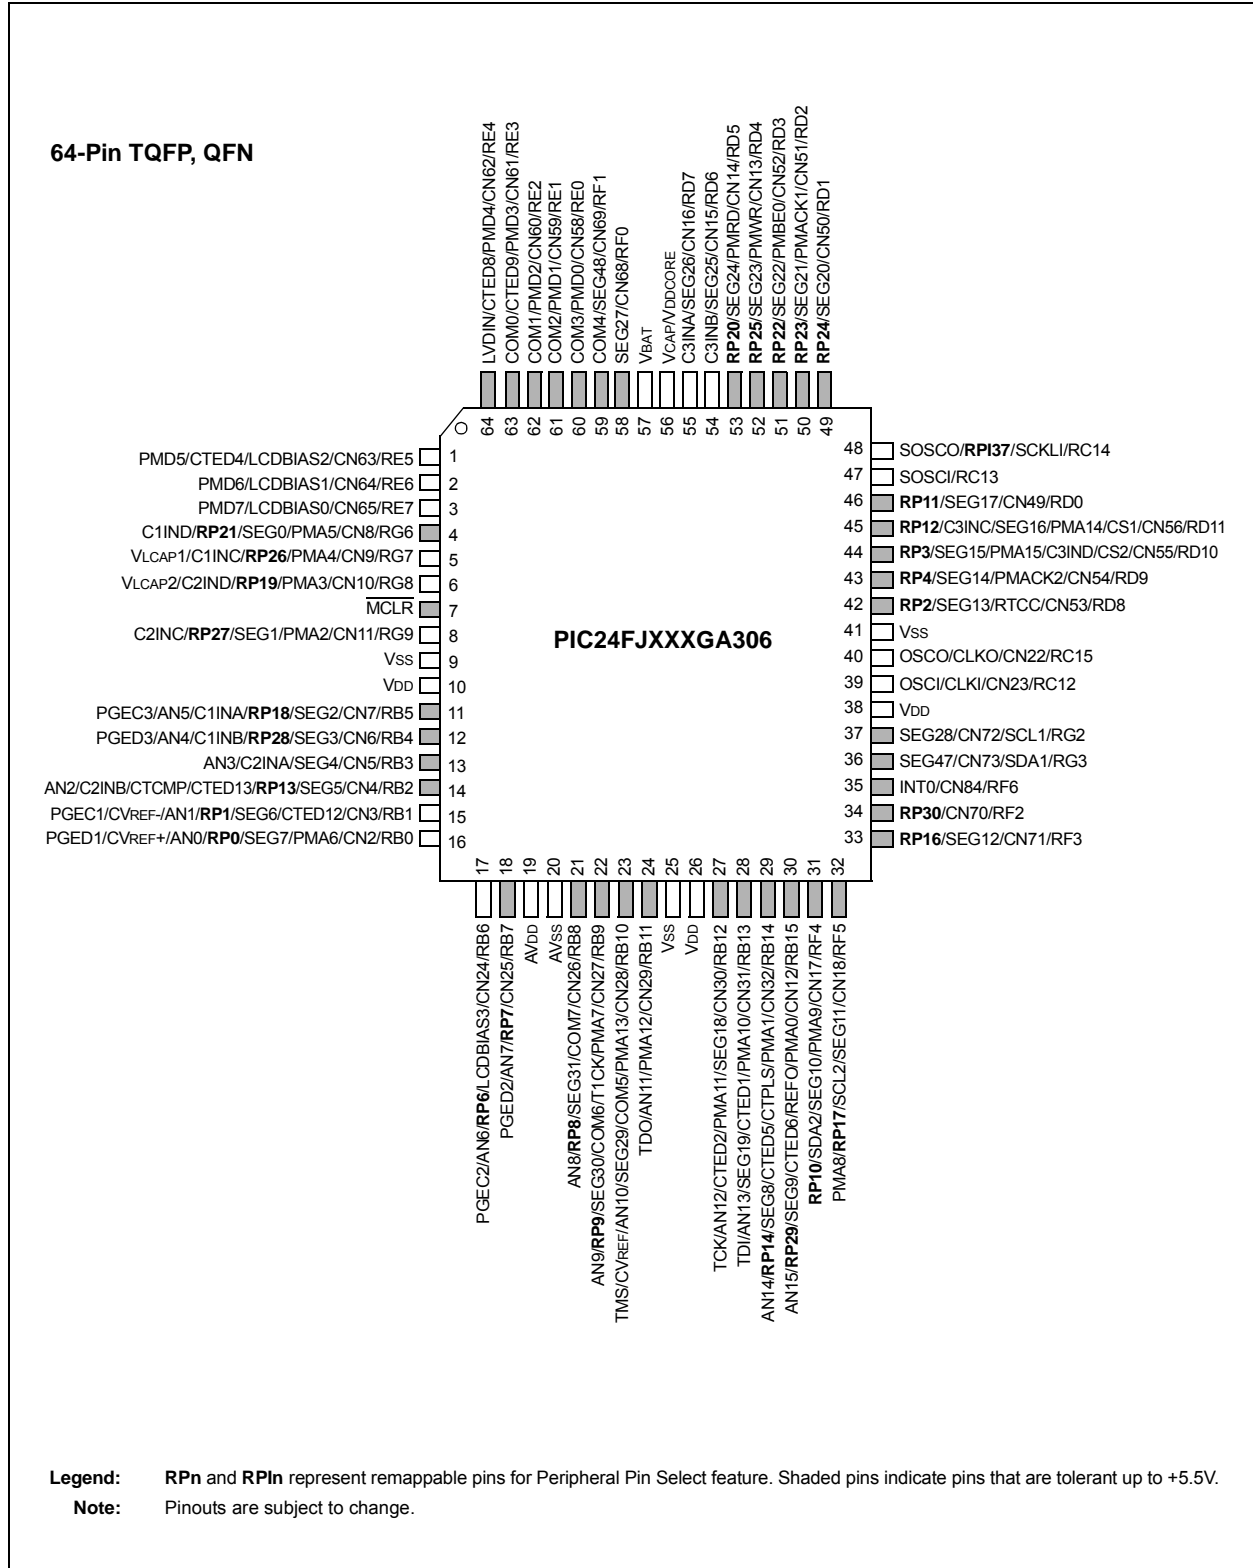 64-Pin TQFP, QFN
LVDIN/CTED8/PMD4/CN62/RE4
COM0/CTED9/PMD3/CN61/RE3
COM1/PMD2/CN60/RE2
COM2/PMD1/CN59/RE1
COM3/PMD0/CN58/RE0
COM4/SEG48/CN69/RF1
SEG27/CN68/RF0
VBAT
VCAP/VDDCORE
C3INA/SEG26/CN16/RD7
C3INB/SEG25/CN15/RD6
RP20/SEG24/PMRD/CN14/RD5
RP25/SEG23/PMWR/CN13/RD4
RP22/SEG22/PMBE0/CN52/RD3
RP23/SEG21/PMACK1/CN51/RD2
RP24/SEG20/CN50/RD1
64 63 62 61 60 59 58 57 56 55 54 53 52 51 50 49
PMD5/CTED4/LCDBIAS2/CN63/RE5 1
PMD6/LCDBIAS1/CN64/RE6 2
PMD7/LCDBIAS0/CN65/RE7 3
C1IND/RP21/SEG0/PMA5/CN8/RG6 4
VLCAP1/C1INC/RP26/PMA4/CN9/RG7 5
VLCAP2/C2IND/RP19/PMA3/CN10/RG8 6
MCLR 7
C2INC/RP27/SEG1/PMA2/CN11/RG9 8
VSS 9
VDD 10
PGEC3/AN5/C1INA/RP18/SEG2/CN7/RB5 11
PGED3/AN4/C1INB/RP28/SEG3/CN6/RB4 12
AN3/C2INA/SEG4/CN5/RB3 13
AN2/C2INB/CTCMP/CTED13/RP13/SEG5/CN4/RB2 14
PGEC1/CVREF-/AN1/RP1/SEG6/CTED12/CN3/RB1 15
PGED1/CVREF+/AN0/RP0/SEG7/PMA6/CN2/RB0 16
PIC24FJXXXGA306
48 SOSCO/RPI37/SCKLI/RC14
47 SOSCI/RC13
46 RP11/SEG17/CN49/RD0
45 RP12/C3INC/SEG16/PMA14/CS1/CN56/RD11
44 RP3/SEG15/PMA15/C3IND/CS2/CN55/RD10
43 RP4/SEG14/PMACK2/CN54/RD9
42 RP2/SEG13/RTCC/CN53/RD8
41 VSS
40 OSCO/CLKO/CN22/RC15
39 OSCI/CLKI/CN23/RC12
38 VDD
37 SEG28/CN72/SCL1/RG2
36 SEG47/CN73/SDA1/RG3
35 INT0/CN84/RF6
34 RP30/CN70/RF2
33 RP16/SEG12/CN71/RF3
17 18 19 20 21 22 23 24 25 26 27 28 29 30 31 32
PGEC2/AN6/RP6/LCDBIAS3/CN24/RB6
PGED2/AN7/RP7/CN25/RB7
AVDD
AVSS
AN8/RP8/SEG31/COM7/CN26/RB8
AN9/RP9/SEG30/COM6/T1CK/PMA7/CN27/RB9
TMS/CVREF/AN10/SEG29/COM5/PMA13/CN28/RB10
TDO/AN11/PMA12/CN29/RB11
VSS
VDD
TCK/AN12/CTED2/PMA11/SEG18/CN30/RB12
TDI/AN13/SEG19/CTED1/PMA10/CN31/RB13
AN14/RP14/SEG8/CTED5/CTPLS/PMA1/CN32/RB14
AN15/RP29/SEG9/CTED6/REFO/PMA0/CN12/RB15
RP10/SDA2/SEG10/PMA9/CN17/RF4
PMA8/RP17/SCL2/SEG11/CN18/RF5
Legend: RPn and RPIn represent remappable pins for Peripheral Pin Select feature. Shaded pins indicate pins that are tolerant up to +5.5V.
Note: Pinouts are subject to change.